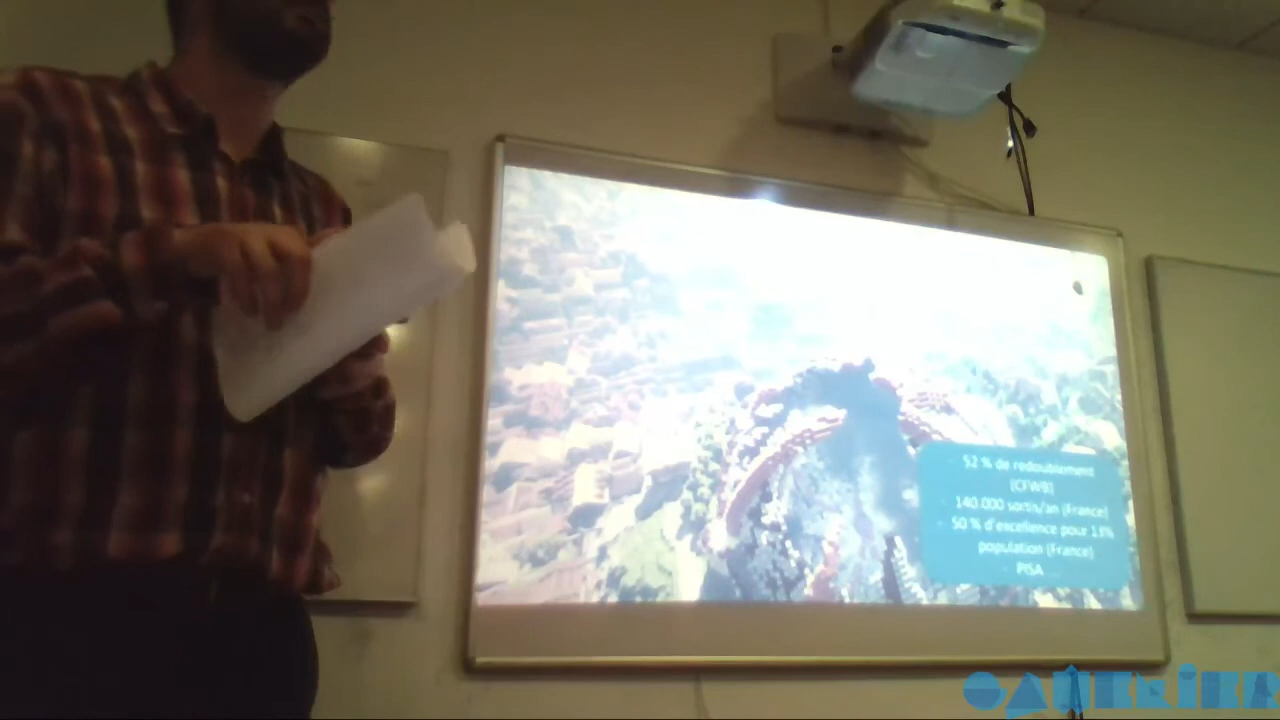 52 % de redoublement
(CFWB)
140.000 sortis/an (France)
50 % d'excellence pour 13%
population (France)
PISA